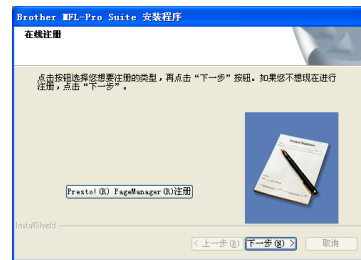 Brother MFL-Pro Suite 安装程序
在线注册
点击按钮选择您想要注册的类型，再点击“下一步”按钮。如果您不想现在进行
注册，点击“下一步”。
Presto! (R) PageManager(R)注册
InstallShield
< 上一步(B) 下一步(N) > 取消